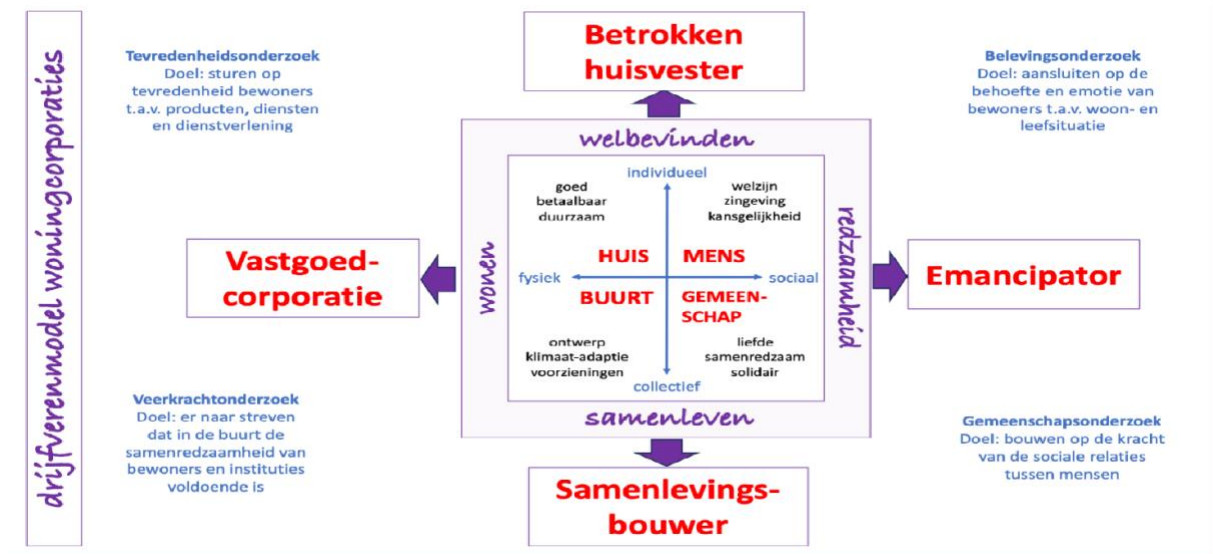 drijfverenmodel woningcorporaties
Tevredenheidsonderzoek
Doel: sturen op
tevredenheid bewoners
t.a.v. producten, diensten
en dienstverlening
Betrokken
huisvester
Belevingsonderzoek
Doel: aansluiten op de
behoefte en emotie van
bewoners t.a.v. woon- en
leefsituatie
welbevinden
individueel
goed
betaalbaar
duurzaam
welzijn
zingeving
kansgelijkheid
Vastgoed-
corporatie
wonen
HUIS
MENS
fysiek
sociaal
BUURT
GEMEEN-
SCHAP
redzaamheid
Emancipator
ontwerp
klimaat-adaptie
voorzieningen
liefde
samenredzaam
solidair
collectief
samenleven
Veerkrachtonderzoek
Doel: er naar streven
dat in de buurt de
samenredzaamheid van
bewoners en instituties
voldoende is
Samenlevings-
bouwer
Gemeenschapsonderzoek
Doel: bouwen op de kracht
van de sociale relaties
tussen mensen